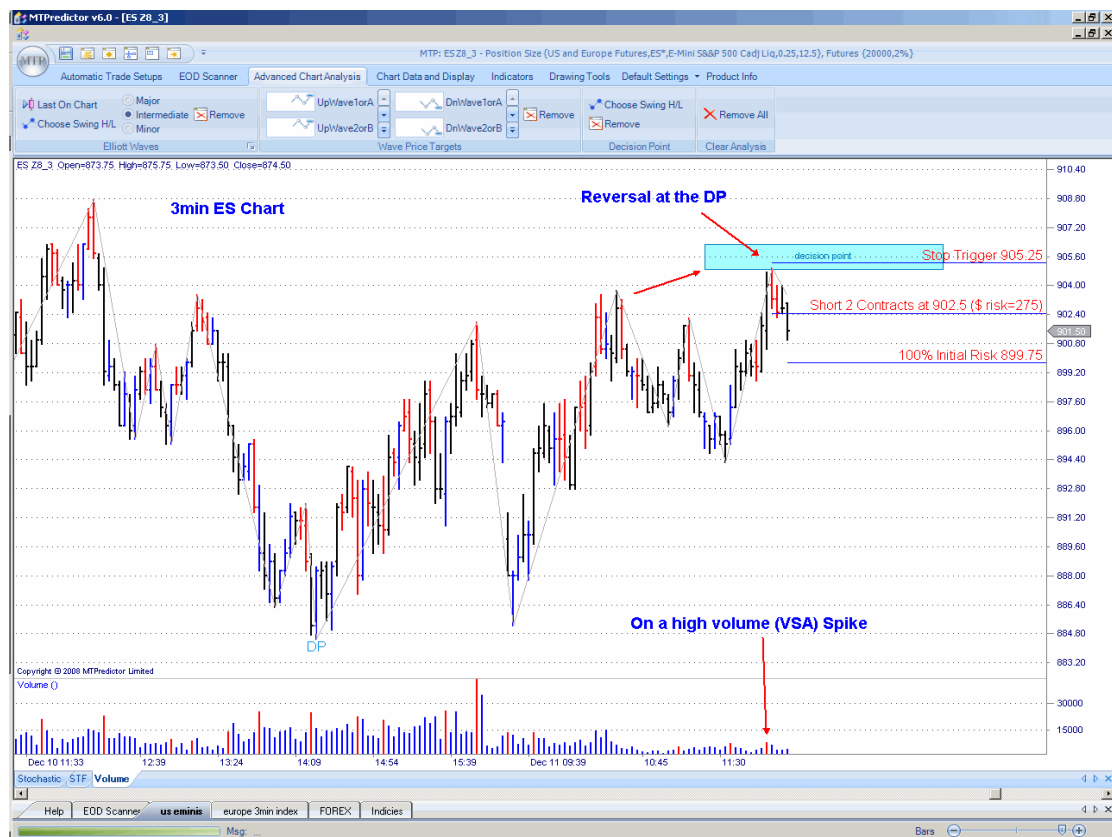 MTPredictor v6.0 - [ES Z8_3]
MTP
MTP: ES Z8_3 - Position Size {US and Europe Futures,ES*,E-Mini S&&P 500 Cadj Liq,0.25,12.5}, Futures {20000,2%}
Automatic Trade Setups EOD Scanner Advanced Chart Analysis Chart Data and Display Indicators Drawing Tools Default Settings Product Info
Last On Chart Major UpWave1orA DnWave1orA Choose Swing H/L Remove All
Choose Swing H/L Intermediate Remove UpWave2orB DnWave2orB Remove Remove
Minor
Elliott Waves Wave Price Targets Decision Point Clear Analysis
ES Z8_3 Open=873.75 High=875.75 Low=873.50 Close=874.50
910.40
908.80
907.20
905.60
904.00
902.40
901.50
900.80
899.20
897.60
896.00
894.40
892.80
891.20
889.60
888.00
886.40
884.80
883.20
3min ES Chart
Reversal at the DP
decision point
Stop Trigger 905.25
Short 2 Contracts at 902.5 ($ risk=275)
100% Initial Risk 899.75
DP
On a high volume (VSA) Spike
Copyright © 2008 MTPredictor Limited
Volume ()
30000
15000
Dec 10 11:33 12:39 13:24 14:09 14:54 15:39 Dec 11 09:39 10:45 11:30
Stochastic STF Volume
Help EOD Scanner us eminis europe 3min index FOREX Indicies
Msg: ...
Bars